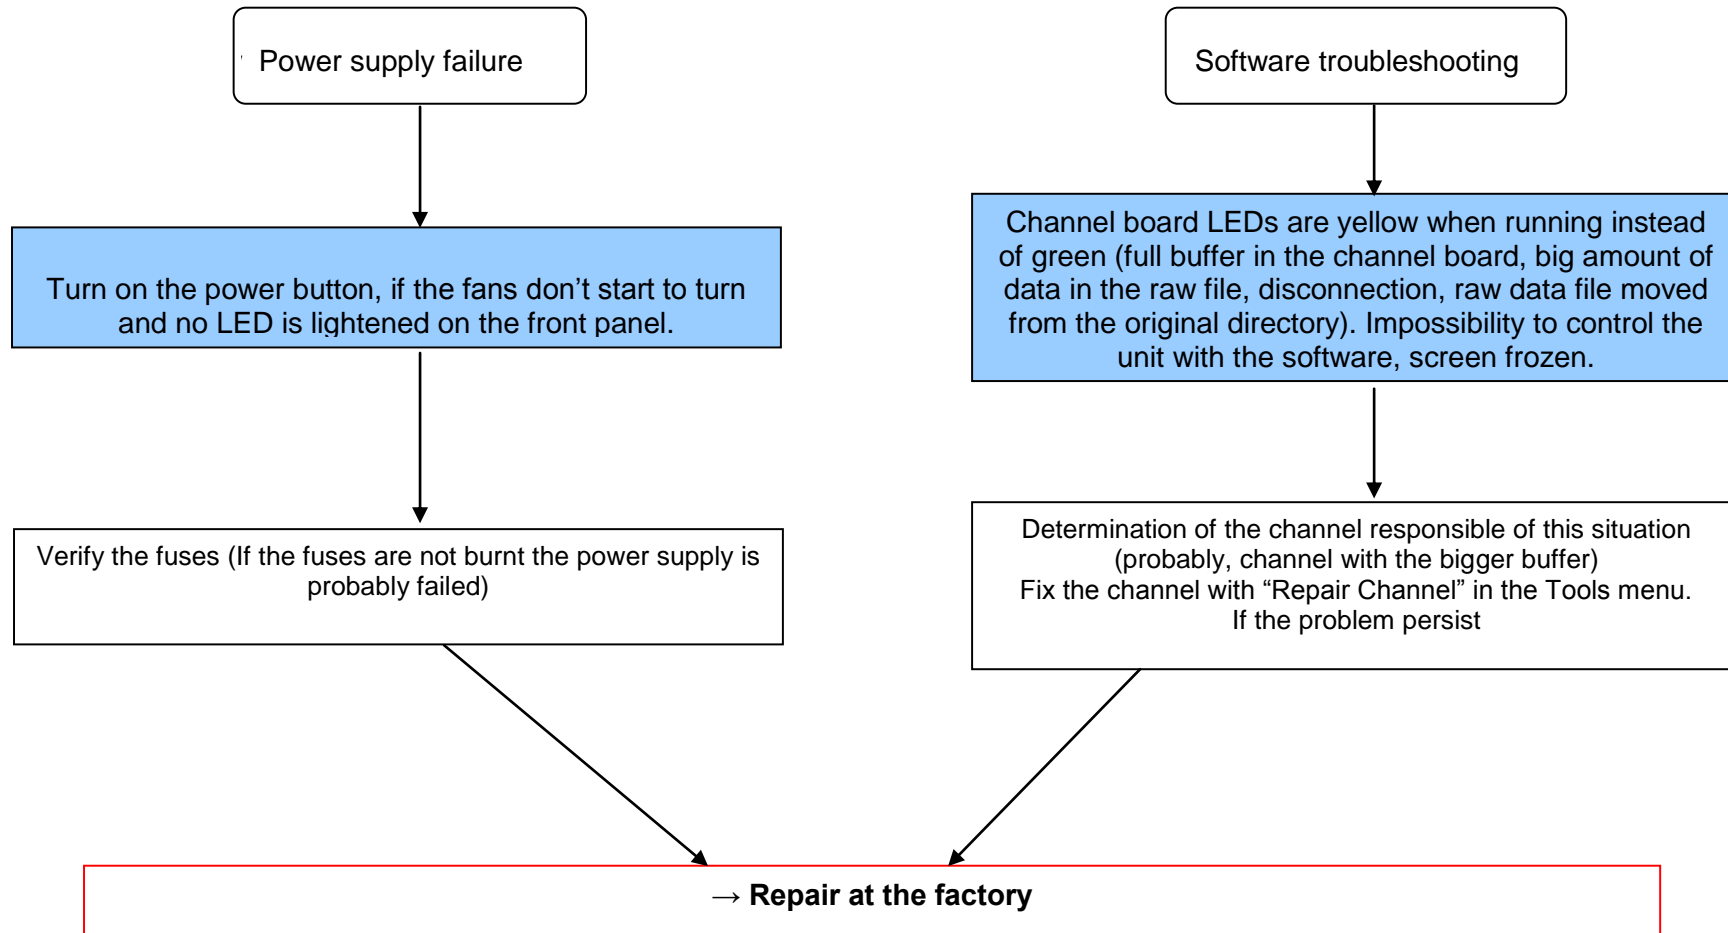 Power supply failure
Software troubleshooting
Turn on the power button, if the fans don’t start to turn
and no LED is lightened on the front panel.
Channel board LEDs are yellow when running instead
of green (full buffer in the channel board, big amount of
data in the raw file, disconnection, raw data file moved
from the original directory). Impossibility to control the
unit with the software, screen frozen.
Verify the fuses (If the fuses are not burnt the power supply is
probably failed)
Determination of the channel responsible of this situation
(probably, channel with the bigger buffer)
Fix the channel with “Repair Channel” in the Tools menu.
If the problem persist
→ Repair at the factory